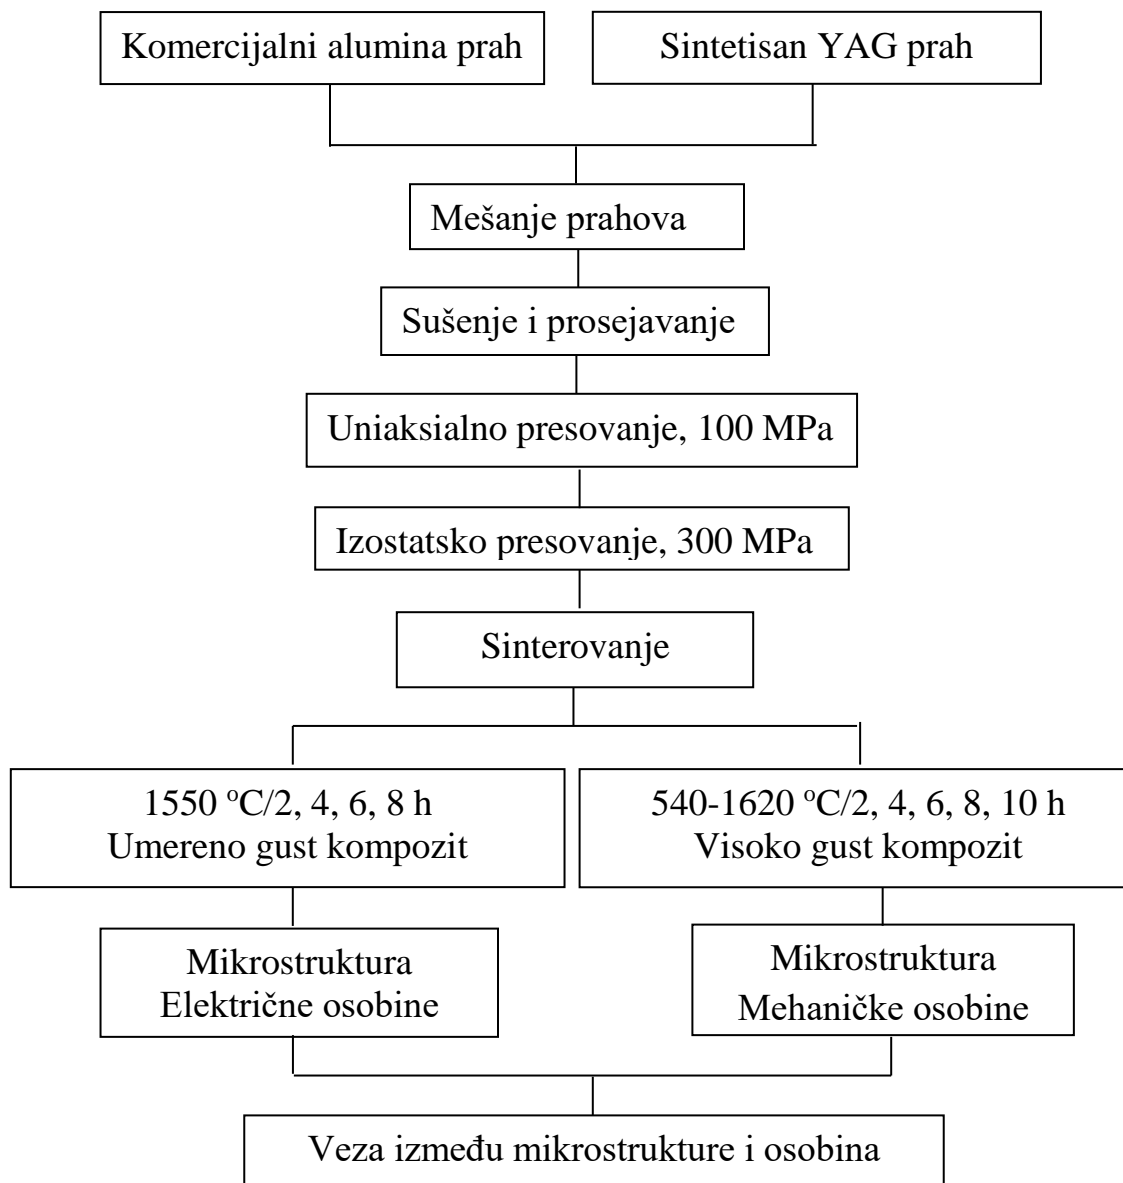 Komercijalni alumina prah
Sintetisan YAG prah
Mešanje prahova
Sušenje i prosejavanje
Uniaksialno presovanje, 100 MPa
Izostatsko presovanje, 300 MPa
Sinterovanje
1550 ºC/2, 4, 6, 8 h
Umereno gust kompozit
540-1620 ºC/2, 4, 6, 8, 10 h
Visoko gust kompozit
Mikrostruktura
Električne osobine
Mikrostruktura
Mehaničke osobine
Veza između mikrostrukture i osobina